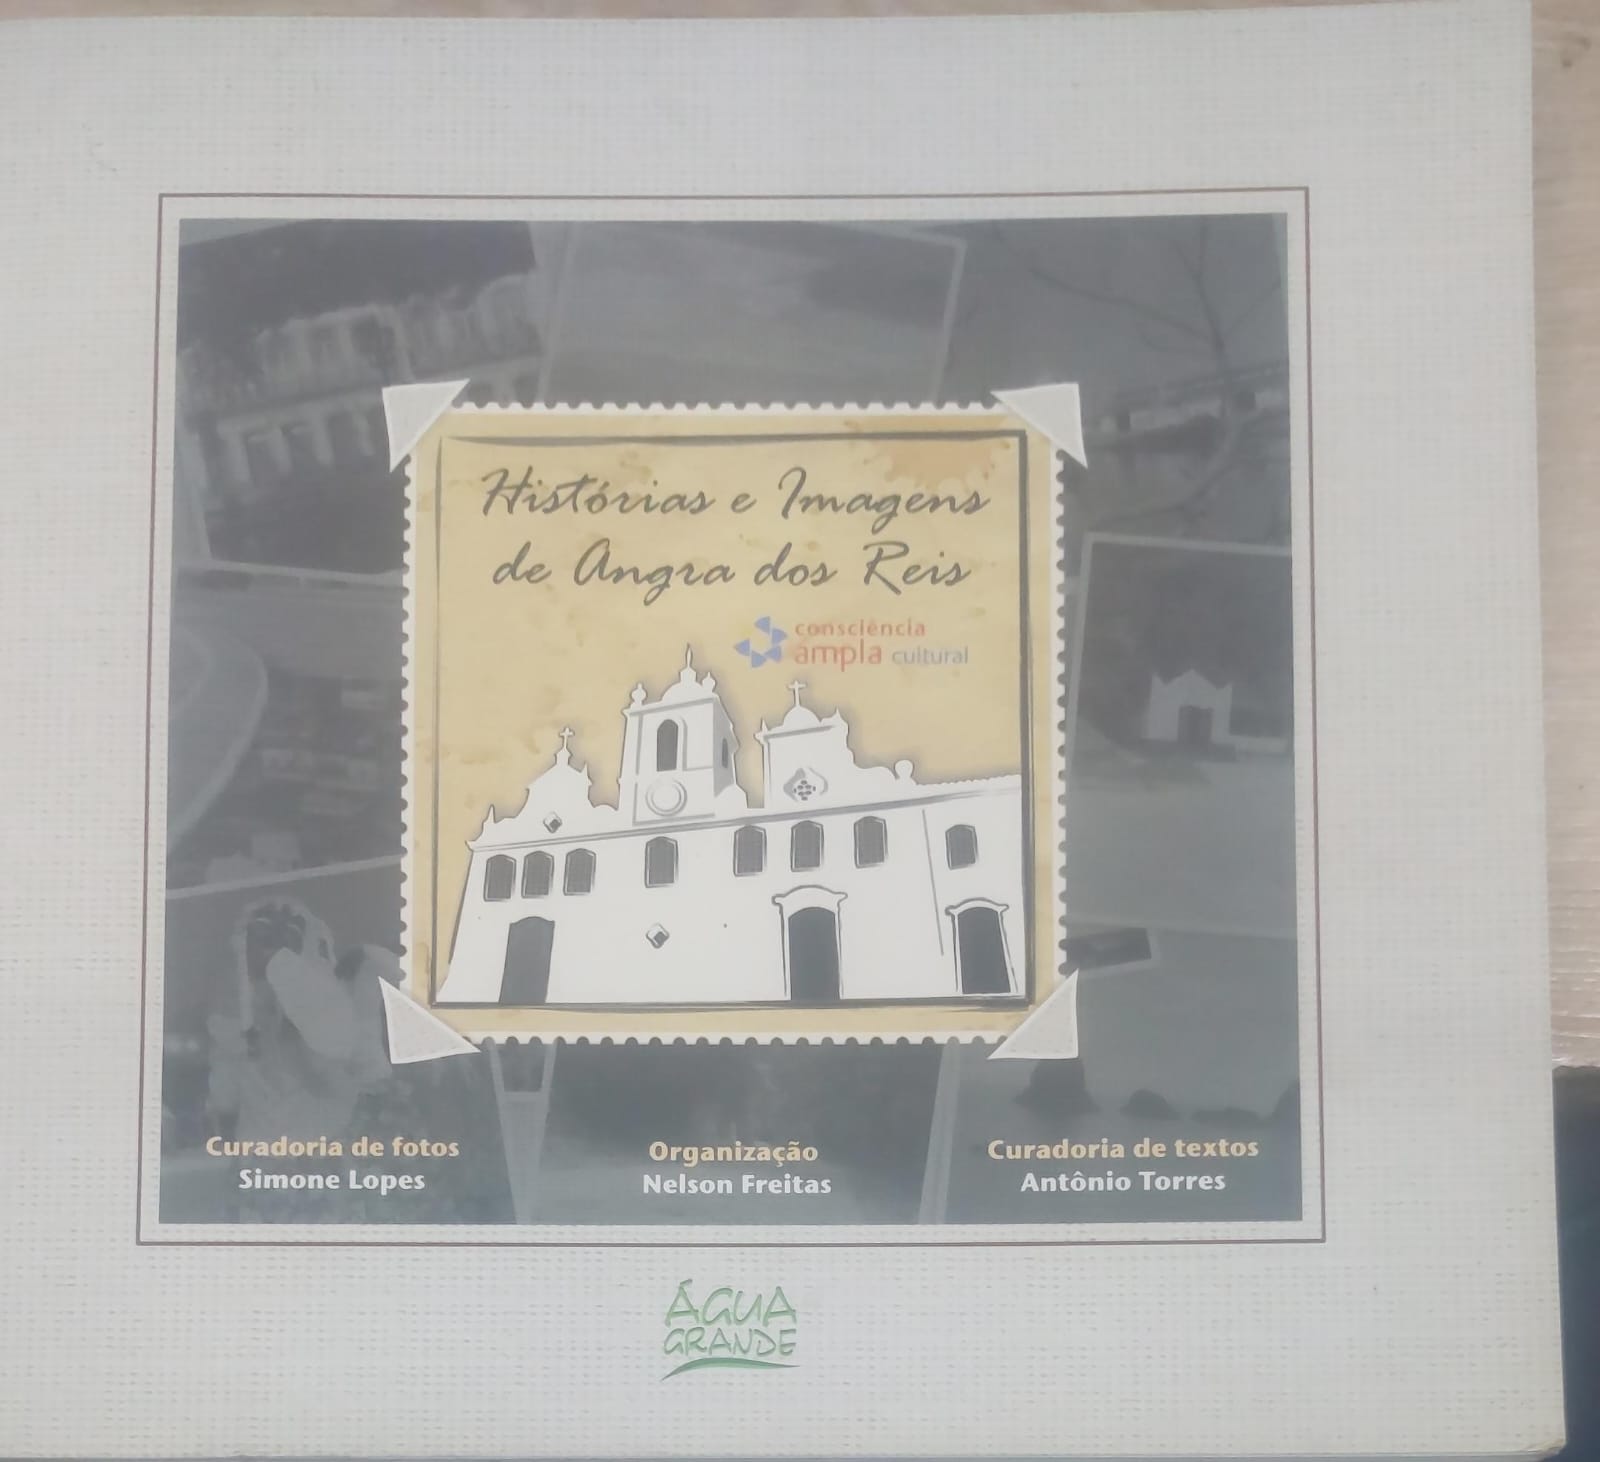 Histórias e Imagens
de Angra dos Reis
consciência
ampla cultural
Curadoria de fotos
Simone Lopes
Organização
Nelson Freitas
Curadoria de textos
Antônio Torres
ÁGUA
GRANDE